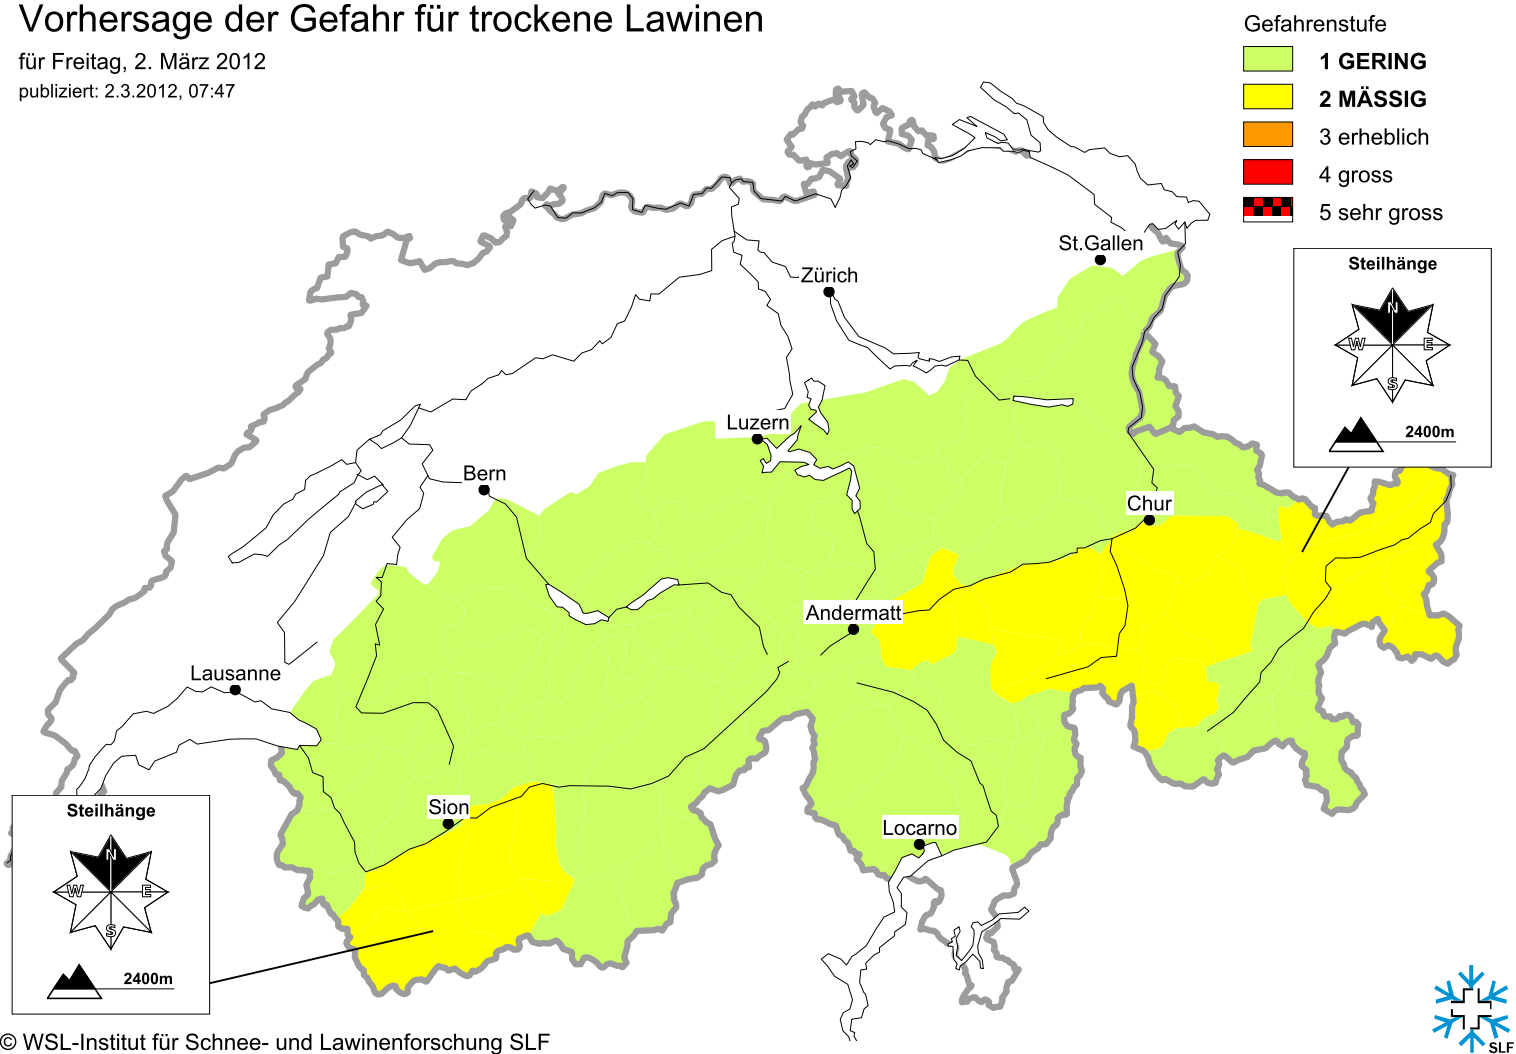 Vorhersage der Gefahr für trockene Lawinen
für Freitag, 2. März 2012
publiziert: 2.3.2012, 07:47
Gefahrenstufe
1 GERING
2 MÄSSIG
3 erheblich
4 gross
5 sehr gross
Steilhänge
N
W E
S
2400m
St.Gallen
Zürich
Luzern
Bern
Chur
Andermatt
Lausanne
Sion
Locarno
Steilhänge
N
W E
S
2400m
© WSL-Institut für Schnee- und Lawinenforschung SLF
SLF